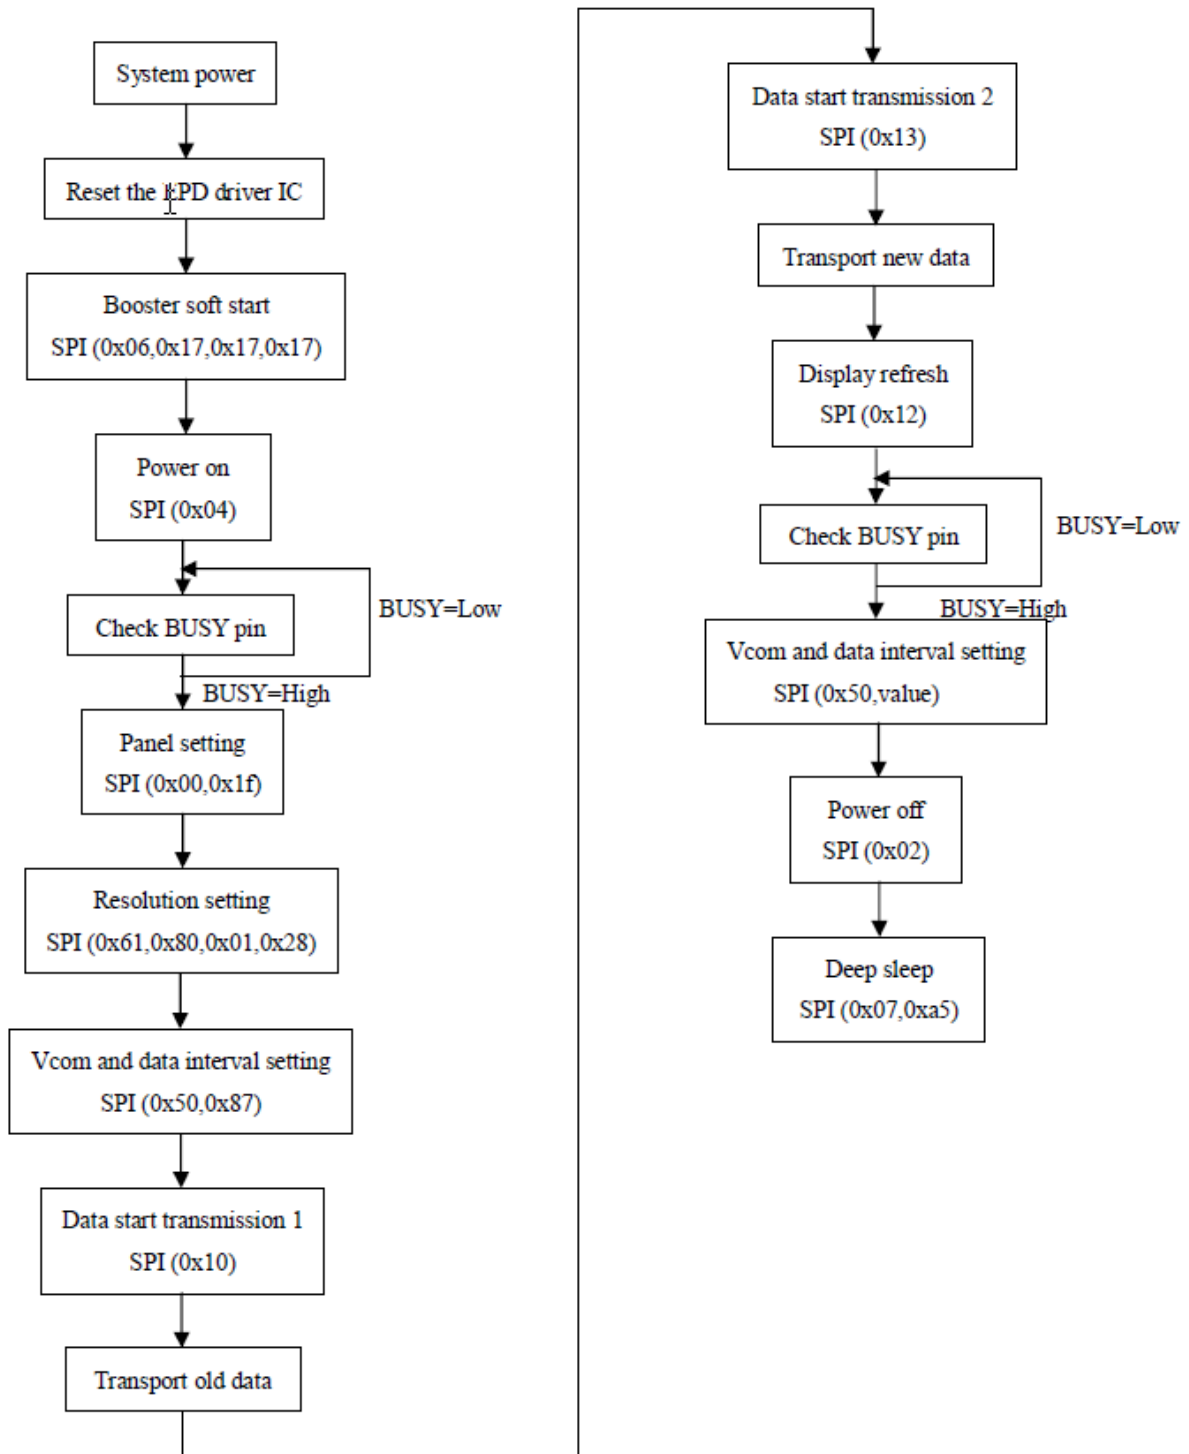 System power
Reset the EPD driver IC
Booster soft start
SPI (0x06,0x17,0x17,0x17)
Power on
SPI (0x04)
BUSY=Low
Check BUSY pin
BUSY=High
Panel setting
SPI (0x00,0x1f)
Resolution setting
SPI (0x61,0x80,0x01,0x28)
Vcom and data interval setting
SPI (0x50,0x87)
Data start transmission 1
SPI (0x10)
Transport old data
Data start transmission 2
SPI (0x13)
Transport new data
Display refresh
SPI (0x12)
BUSY=Low
Check BUSY pin
BUSY=High
Vcom and data interval setting
SPI (0x50,value)
Power off
SPI (0x02)
Deep sleep
SPI (0x07,0xa5)